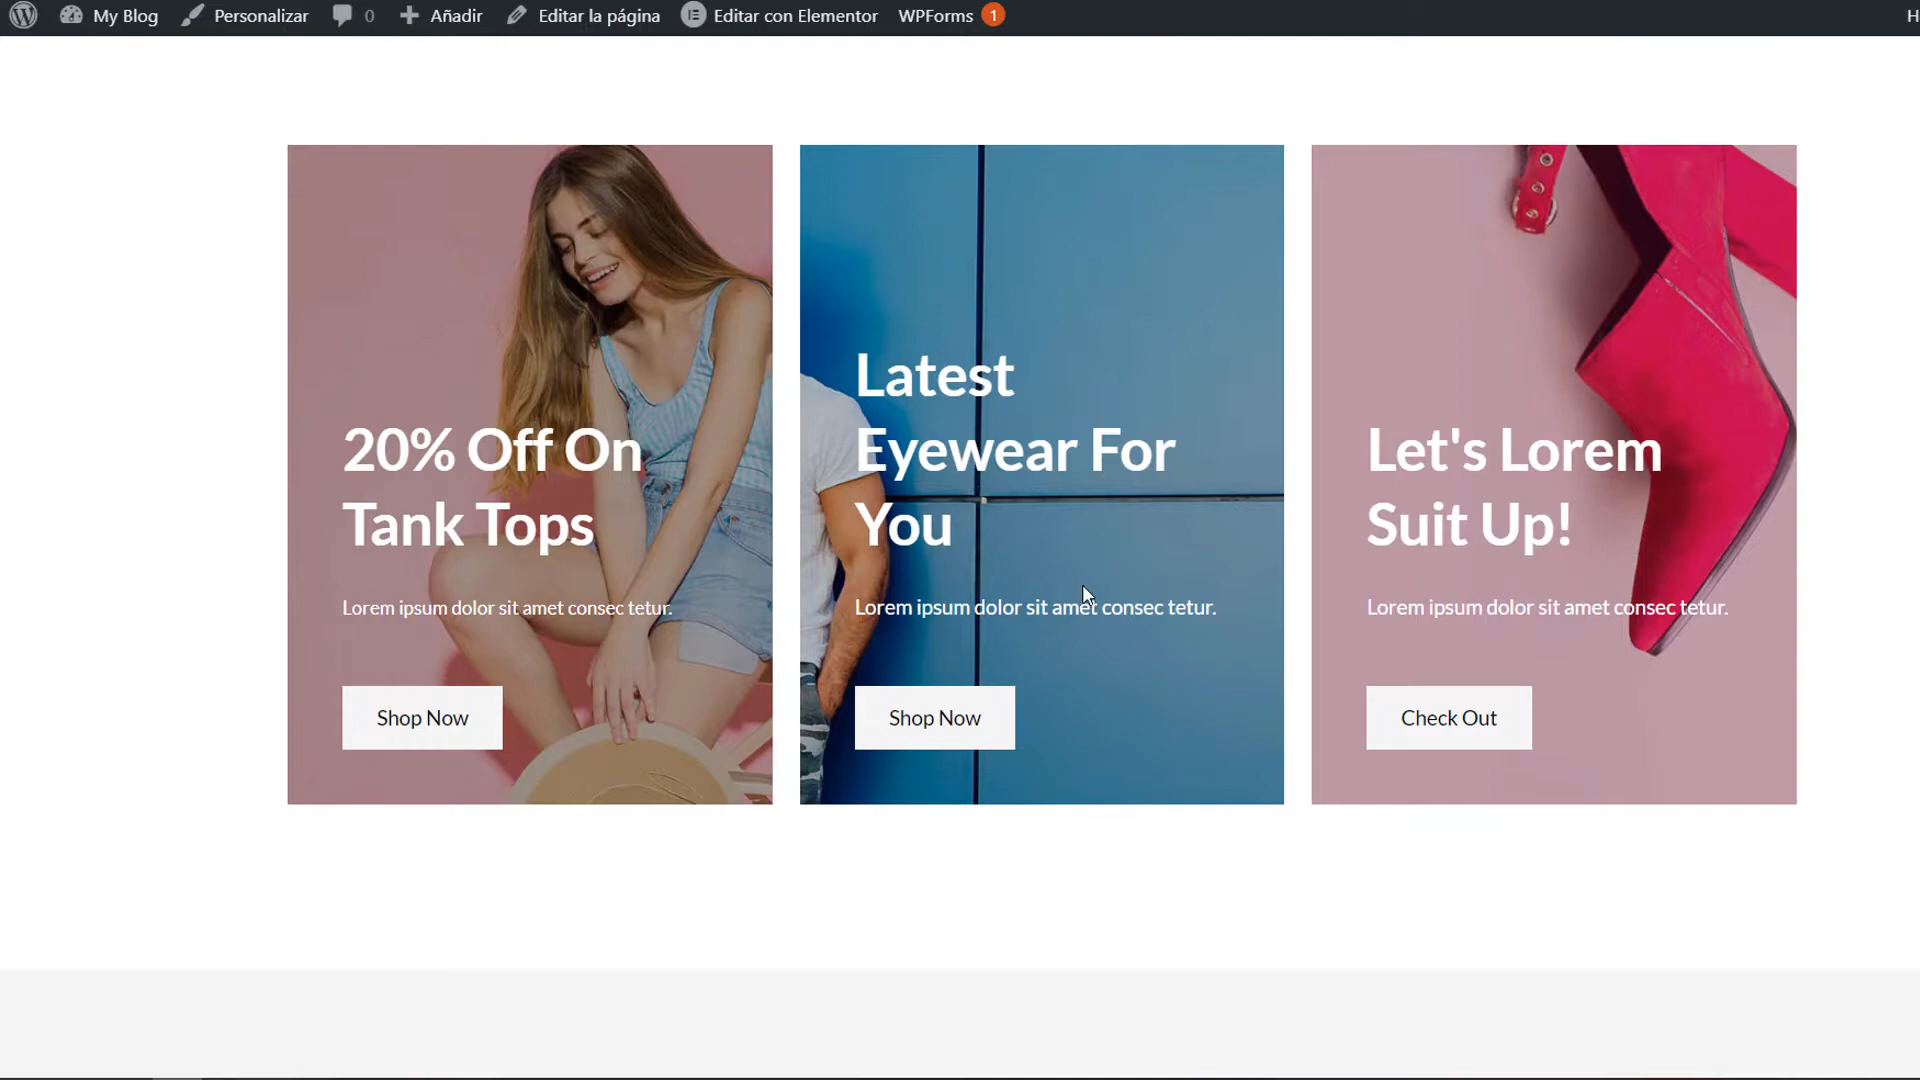 My Blog Personalizar 0 Añadir Editar la página Editar con Elementor WPForms 1 H
20% Off On
Tank Tops
Lorem ipsum dolor sit amet consec tetur.
Shop Now
Latest
Eyewear For
You
Lorem ipsum dolor sit amet consec tetur.
Shop Now
Let's Lorem
Suit Up!
Lorem ipsum dolor sit amet consec tetur.
Check Out